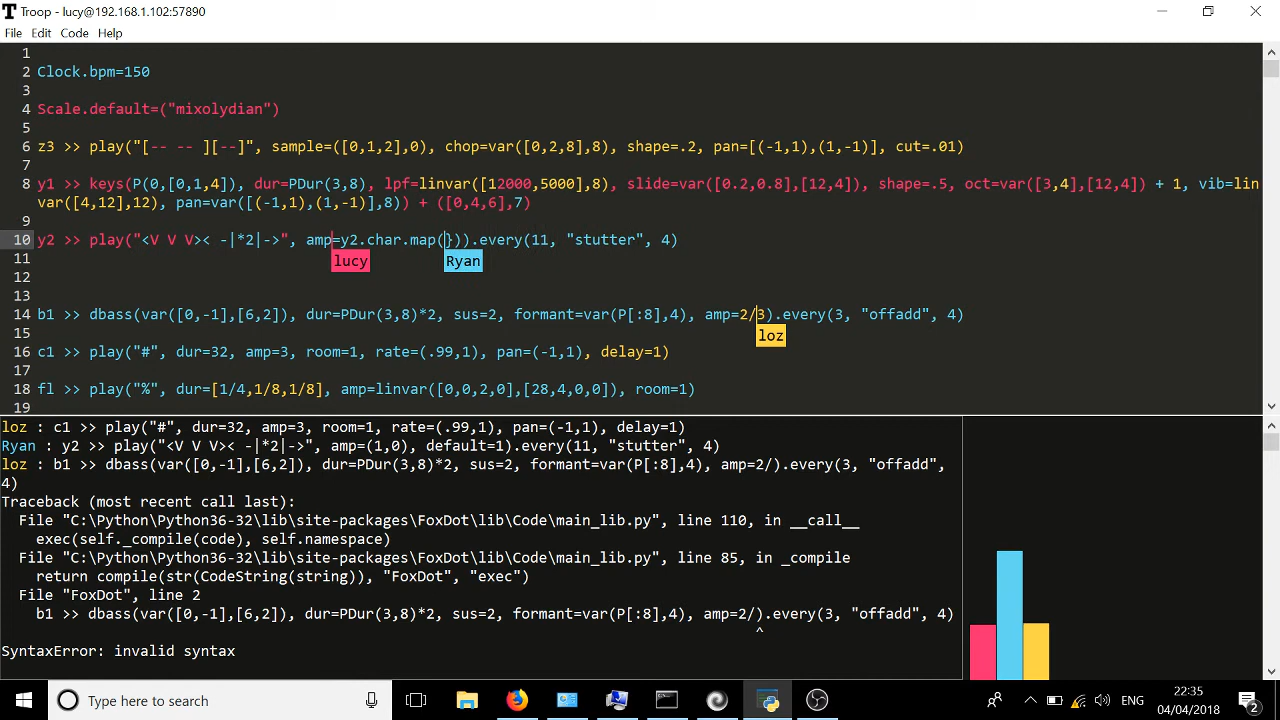 Troop - lucy@192.168.1.102:57890
File Edit Code Help
1
2 Clock.bpm=150
3
4 Scale.default=("mixolydian")
5
6 z3 >> play("[-- -- ][--]", sample=([0,1,2],0), chop=var([0,2,8],8), shape=.2, pan=[(-1,1),(1,-1)], cut=.01)
7
8 y1 >> keys(P(0,[0,1,4]), dur=PDur(3,8), lpf=linvar([12000,5000],8), slide=var([0.2,0.8],[12,4]), shape=.5, oct=var([3,4],[12,4]) + 1, vib=lin
var([4,12],12), pan=var([(-1,1),(1,-1)],8)) + ([0,4,6],7)
9
10 y2 >> play("<V V V>< -|*2|->", amp=y2.char.map(})).every(11, "stutter", 4)
11 lucy Ryan
12
13
14 b1 >> dbass(var([0,-1],[6,2]), dur=PDur(3,8)*2, sus=2, formant=var(P[:8],4), amp=2/3).every(3, "offadd", 4)
15 loz
16 c1 >> play("#", dur=32, amp=3, room=1, rate=(.99,1), pan=(-1,1), delay=1)
17
18 fl >> play("%", dur=[1/4,1/8,1/8], amp=linvar([0,0,2,0],[28,4,0,0]), room=1)
19
loz : c1 >> play("#", dur=32, amp=3, room=1, rate=(.99,1), pan=(-1,1), delay=1)
Ryan : y2 >> play("<V V V>< -|*2|->", amp=(1,0), default=1).every(11, "stutter", 4)
loz : b1 >> dbass(var([0,-1],[6,2]), dur=PDur(3,8)*2, sus=2, formant=var(P[:8],4), amp=2/).every(3, "offadd",
4)
Traceback (most recent call last):
File "C:\Python\Python36-32\lib\site-packages\FoxDot\lib\Code\main_lib.py", line 110, in __call__
exec(self._compile(code), self.namespace)
File "C:\Python\Python36-32\lib\site-packages\FoxDot\lib\Code\main_lib.py", line 85, in _compile
return compile(str(CodeString(string)), "FoxDot", "exec")
File "FoxDot", line 2
b1 >> dbass(var([0,-1],[6,2]), dur=PDur(3,8)*2, sus=2, formant=var(P[:8],4), amp=2/).every(3, "offadd", 4)
^
SyntaxError: invalid syntax
Type here to search
ENG
22:35
04/04/2018
2